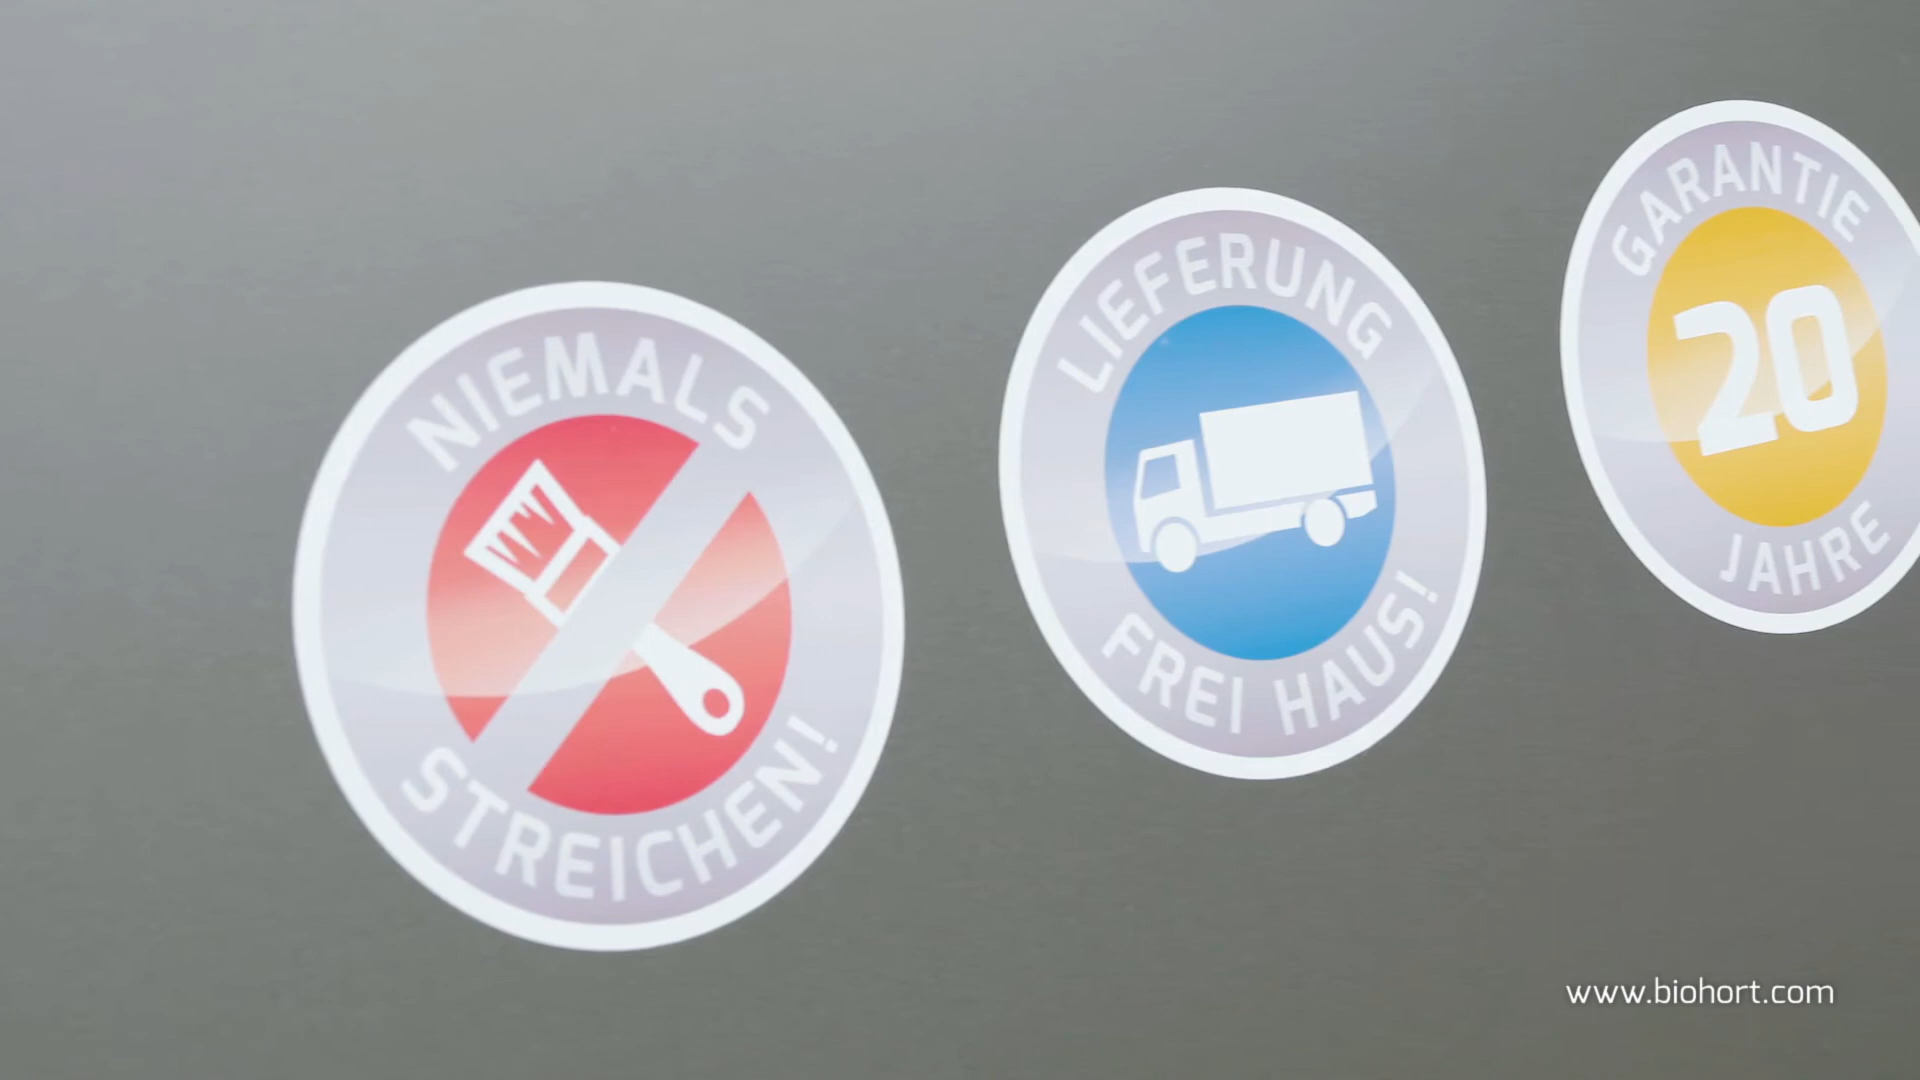 NIEMALS
STREICHEN!
LIEFERUNG
FREI HAUS!
GARANTIE
20
JAHRE
www.biohort.com